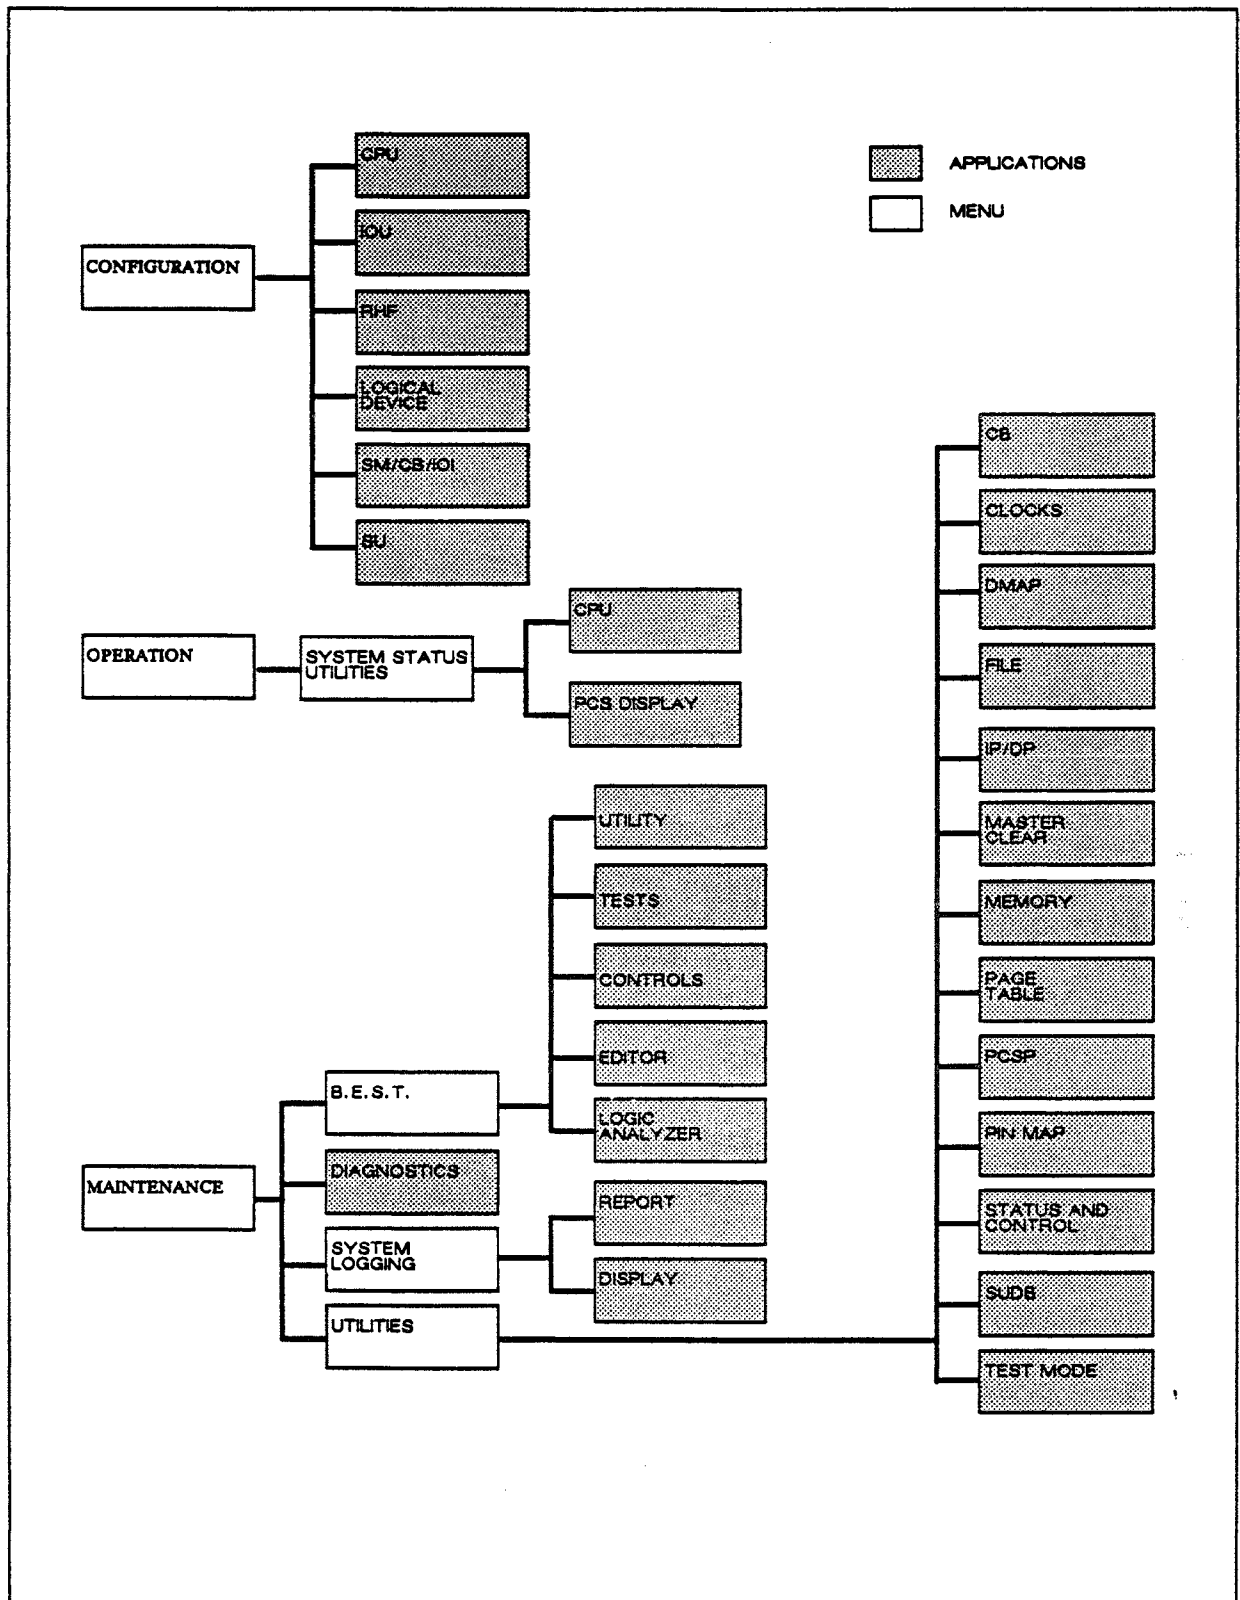 CPU
IOU
RHF
LOGICAL
DEVICE
SM/CB/IOI
SU
CONFIGURATION
APPLICATIONS
MENU
OPERATION
SYSTEM STATUS
UTILITIES
CPU
PCS DISPLAY
MAINTENANCE
B.E.S.T.
DIAGNOSTICS
SYSTEM
LOGGING
UTILITIES
UTILITY
TESTS
CONTROLS
EDITOR
LOGIC
ANALYZER
REPORT
DISPLAY
CLOCKS
DMAP
FILE
IP/DP
MASTER
CLEAR
MEMORY
PAGE
TABLE
PCSP
PIN MAP
STATUS AND
CONTROL
TEST MODE